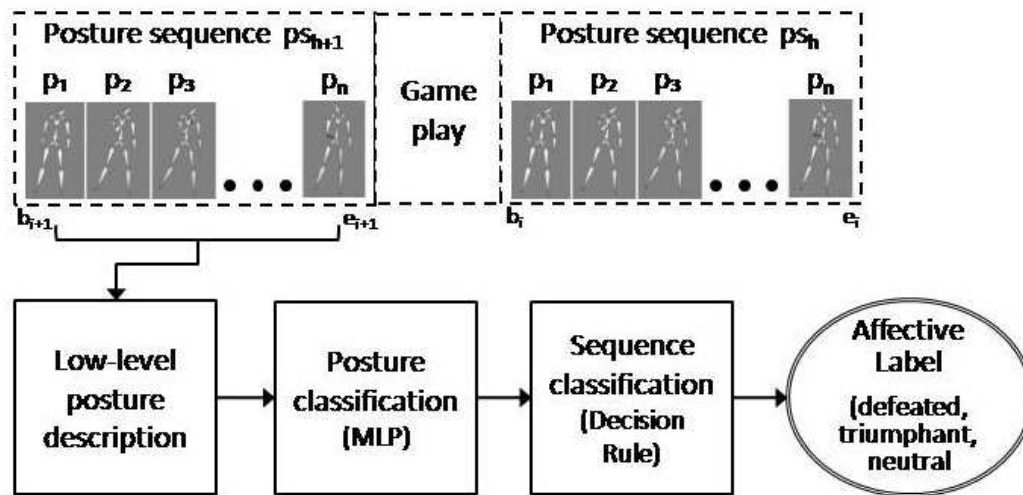 Posture sequence ps_{h+1}
p₁ p₂ p₃ pₙ
b_{i+1} e_{i+1}
Game
play
Posture sequence ps_h
p₁ p₂ p₃ pₙ
b_i e_i
Low-level
posture
description
Posture
classification
(MLP)
Sequence
classification
(Decision
Rule)
Affective
Label
(defeated,
triumphant,
neutral